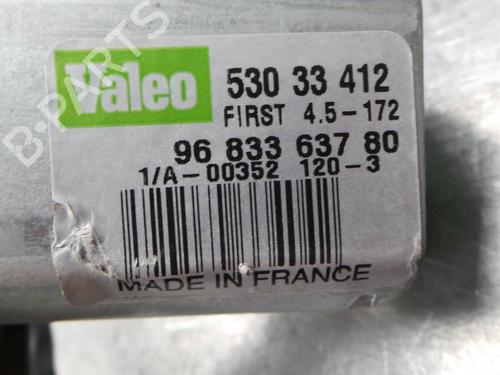 Valeo
530 33 412
FIRST 4.5-172
96 833 637 80
1/A-00352 120-3
MADE IN FRANCE
B-PARTS
B-PARTS